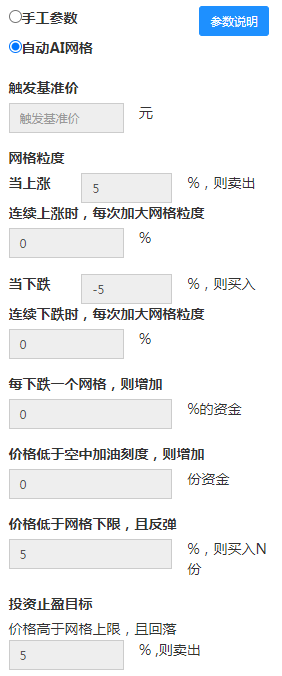 手工参数 参数说明
自动AI网格
触发基准价
触发基准价 元
网格粒度
当上涨 5 %，则卖出
连续上涨时，每次加大网格粒度
0 %
当下跌 -5 %，则买入
连续下跌时，每次加大网格粒度
0 %
每下跌一个网格，则增加
0 %的资金
价格低于空中加油刻度，则增加
0 份资金
价格低于网格下限，且反弹
5 %，则买入N
份
投资止盈目标
价格高于网格上限，且回落
5 % ,则卖出